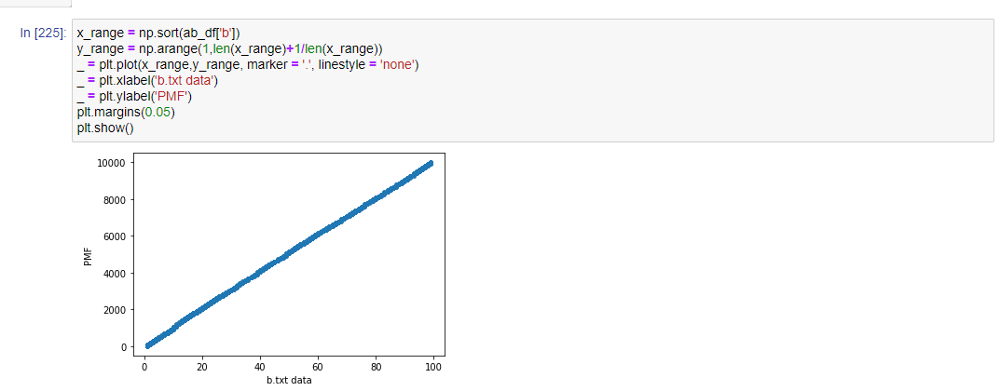 In [225]:
x_range = np.sort(ab_df['b'])
y_range = np.arange(1,len(x_range)+1/len(x_range))
_ = plt.plot(x_range,y_range, marker = '.', linestyle = 'none')
_ = plt.xlabel('b.txt data')
_ = plt.ylabel('PMF')
plt.margins(0.05)
plt.show()
10000
8000
6000
4000
2000
0
PMF
0 20 40 60 80 100
b.txt data